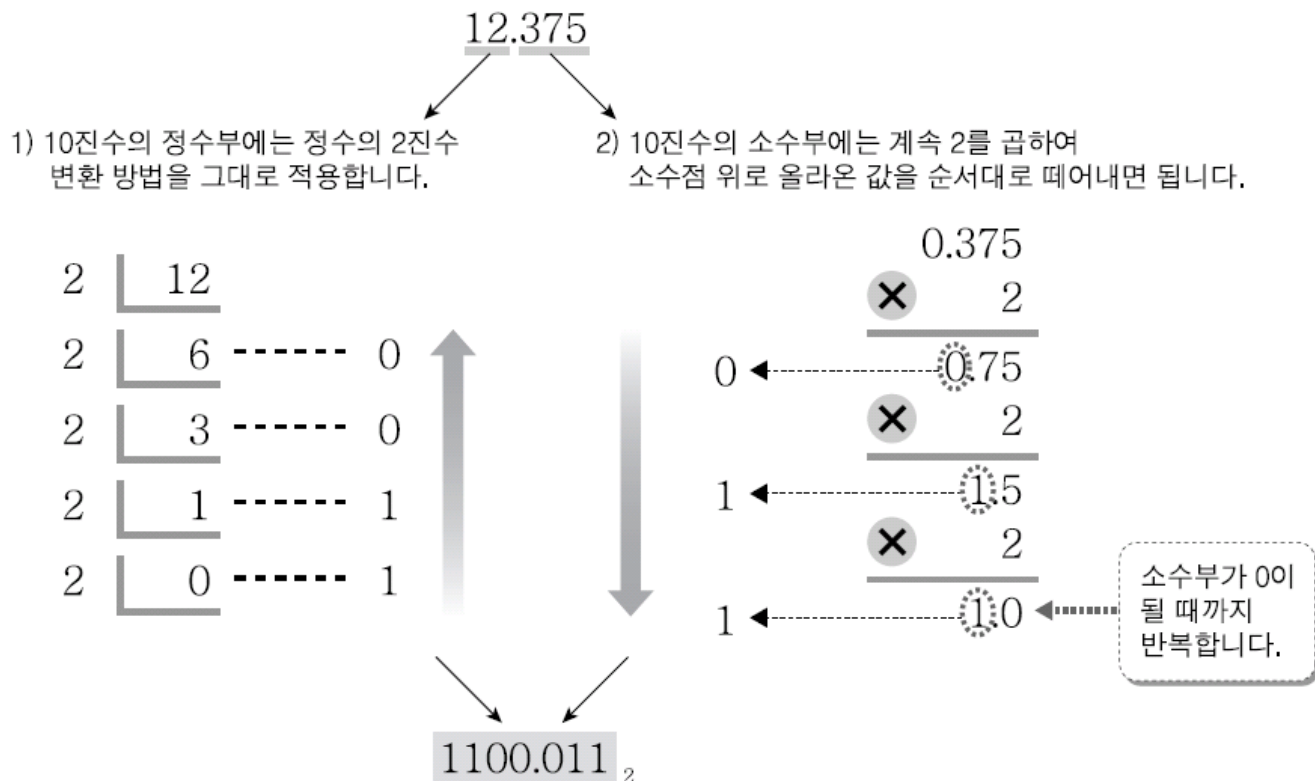 12.375
1) 10진수의 정수부에는 정수의 2진수
변환 방법을 그대로 적용합니다.
2) 10진수의 소수부에는 계속 2를 곱하여
소수점 위로 올라온 값을 순서대로 떼어내면 됩니다.
2 12
2 6 ------ 0
2 3 ------ 0
2 1 ------ 1
2 0 ------ 1
0.375
× 2
0 0.75
× 2
1 1.5
× 2
1 1.0
소수부가 0이
될 때까지
반복합니다.
1100.011₂